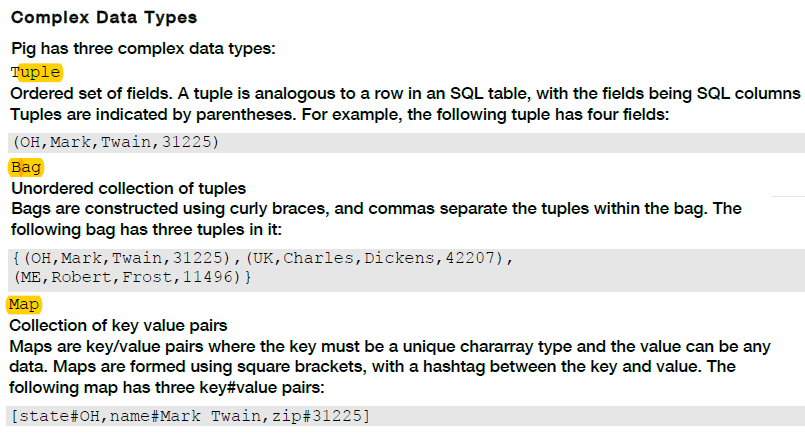 Complex Data Types
Pig has three complex data types:
Tuple
Ordered set of fields. A tuple is analogous to a row in an SQL table, with the fields being SQL columns
Tuples are indicated by parentheses. For example, the following tuple has four fields:
(OH,Mark,Twain,31225)
Bag
Unordered collection of tuples
Bags are constructed using curly braces, and commas separate the tuples within the bag. The
following bag has three tuples in it:
{(OH,Mark,Twain,31225),(UK,Charles,Dickens,42207),
(ME,Robert,Frost,11496)}
Map
Collection of key value pairs
Maps are key/value pairs where the key must be a unique chararray type and the value can be any
data. Maps are formed using square brackets, with a hashtag between the key and value. The
following map has three key#value pairs:
[state#OH,name#Mark Twain,zip#31225]